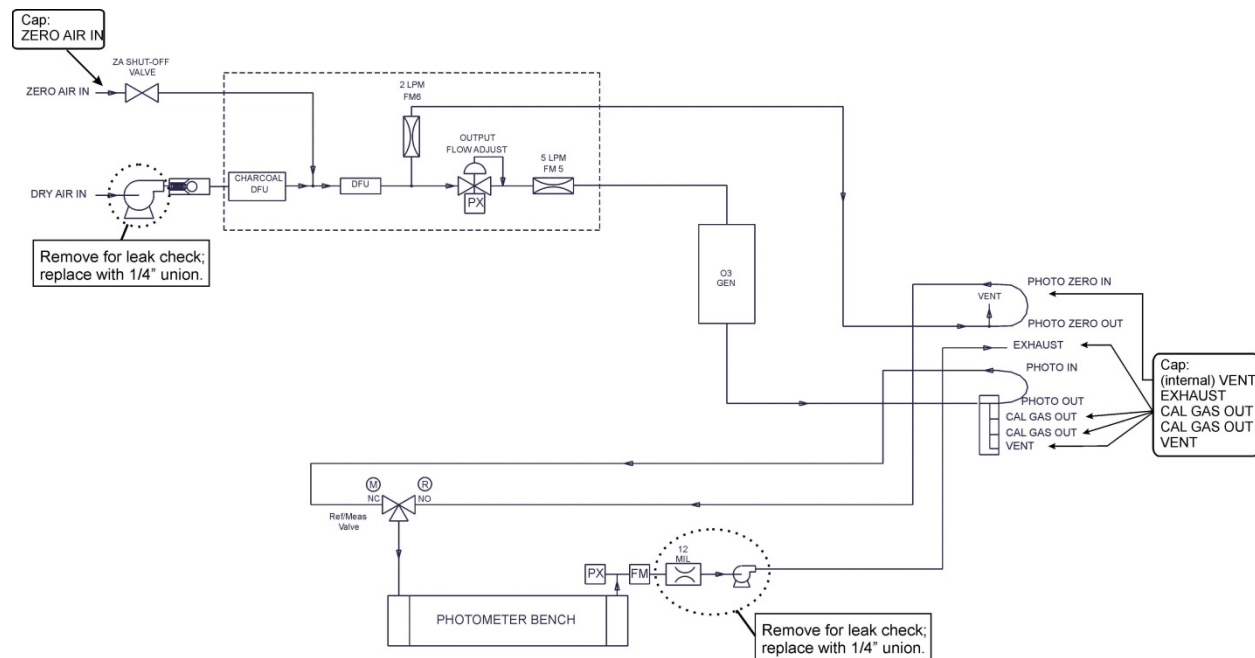 Cap:
ZERO AIR IN
ZA SHUT-OFF
VALVE
ZERO AIR IN
2 LPM
FM6
OUTPUT
FLOW ADJUST
5 LPM
FM 5
CHARCOAL
DFU
DFU
PX
DRY AIR IN
Remove for leak check;
replace with 1/4" union.
O3
GEN
PHOTO ZERO IN
VENT
PHOTO ZERO OUT
EXHAUST
PHOTO IN
PHOTO OUT
CAL GAS OUT
CAL GAS OUT
VENT
Cap:
(internal) VENT
EXHAUST
CAL GAS OUT
CAL GAS OUT
VENT
M
R
NC
NO
Ref/Meas
Valve
12
MIL
PX
FM
PHOTOMETER BENCH
Remove for leak check;
replace with 1/4" union.